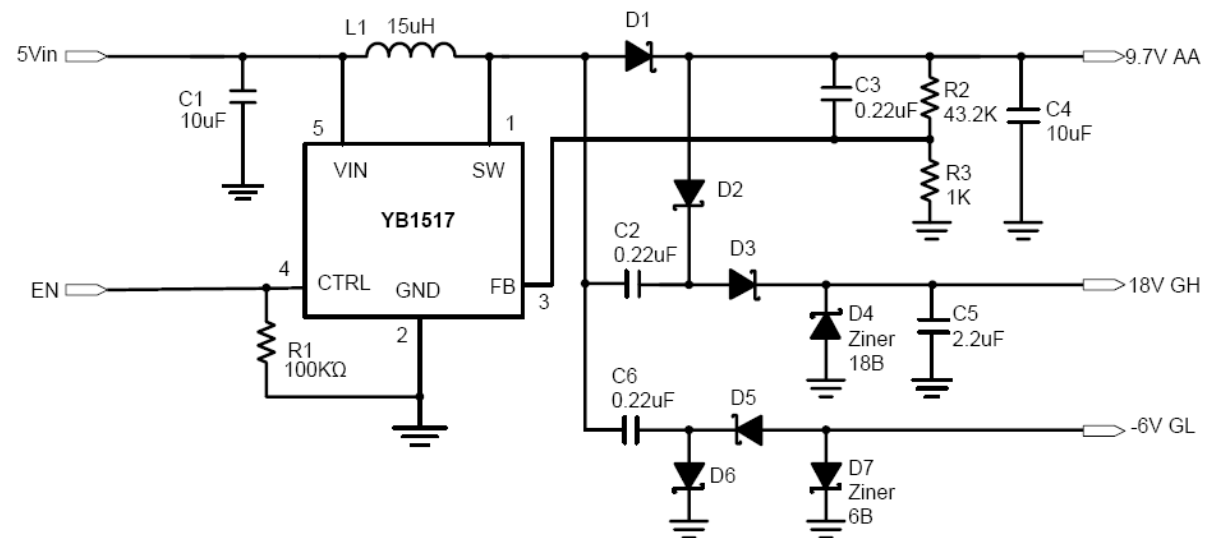 5Vin
L1
15uH
D1
9.7V AA
C1
10uF
5
1
VIN
SW
YB1517
C3
0.22uF
R2
43.2K
C4
10uF
R3
1K
D2
C2
0.22uF
D3
EN
4
CTRL
GND
FB
3
2
18V GH
D4
Ziner
18B
C5
2.2uF
R1
100KΩ
C6
0.22uF
D5
-6V GL
D6
D7
Ziner
6B